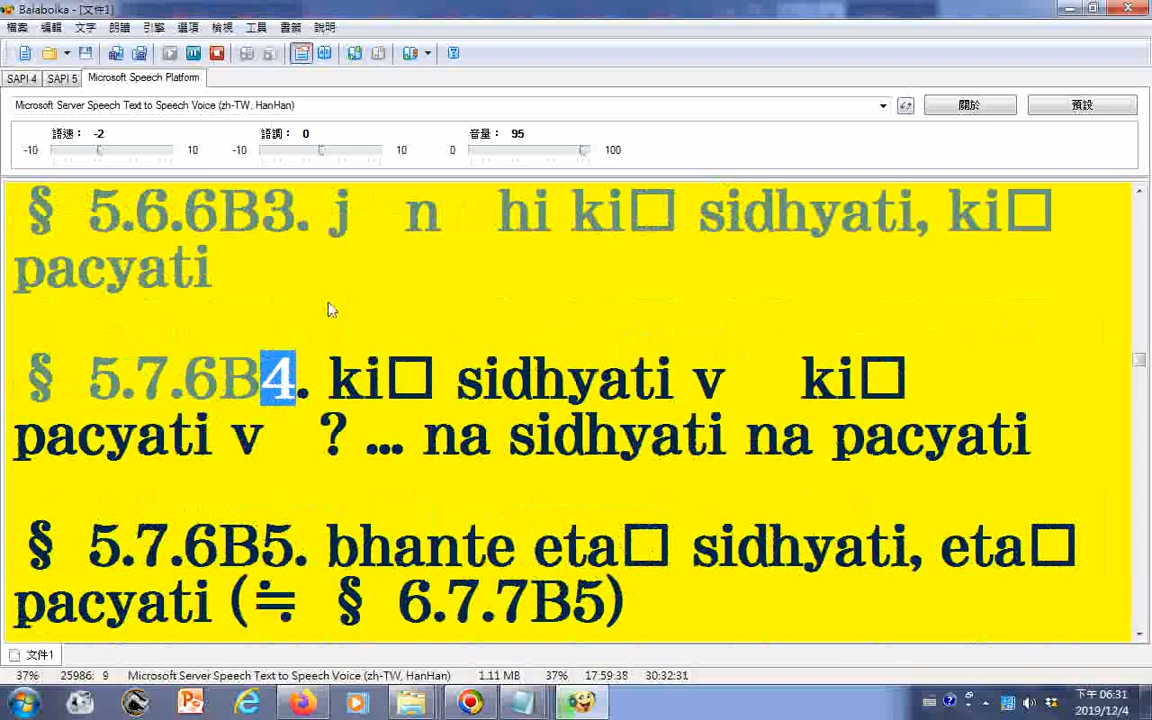 Balabolka - [文件1]
檔案 編輯 文字 朗讀 引擎 選項 檢視 工具 書籤 說明
SAPI 4 SAPI 5 Microsoft Speech Platform
Microsoft Server Speech Text to Speech Voice (zh-TW, HanHan) 關於 預設
語速： -2 語調： 0 音量： 95
-10 10 -10 10 0 100
§ 5.6.6B3. j n hi ki□ sidhyati, ki□
pacyati
§ 5.7.6B4. ki□ sidhyati v ki□
pacyati v ? ... na sidhyati na pacyati
§ 5.7.6B5. bhante eta□ sidhyati, eta□
pacyati (≒ § 6.7.7B5)
文件1
37% 25986: 9 Microsoft Server Speech Text to Speech Voice (zh-TW, HanHan) 1.11 MB 37% 17:59:38 30:32:31
下午 06:31
2019/12/4